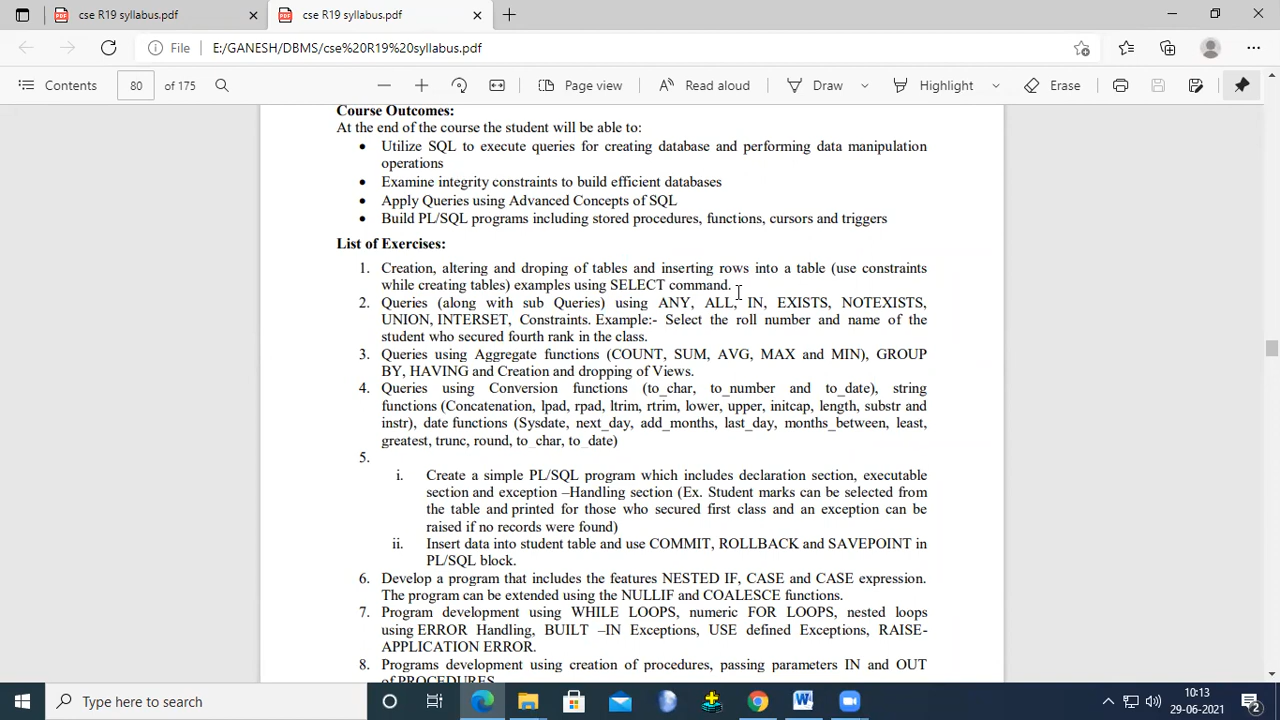 cse R19 syllabus.pdf
cse R19 syllabus.pdf
File
E:/GANESH/DBMS/cse%20R19%20syllabus.pdf
Contents
80
of 175
Page view
Read aloud
Draw
Highlight
Erase
Course Outcomes:
At the end of the course the student will be able to:
• Utilize SQL to execute queries for creating database and performing data manipulation
operations
• Examine integrity constraints to build efficient databases
• Apply Queries using Advanced Concepts of SQL
• Build PL/SQL programs including stored procedures, functions, cursors and triggers
List of Exercises:
1. Creation, altering and droping of tables and inserting rows into a table (use constraints
while creating tables) examples using SELECT command.
2. Queries (along with sub Queries) using ANY, ALL, IN, EXISTS, NOTEXISTS,
UNION, INTERSET, Constraints. Example:- Select the roll number and name of the
student who secured fourth rank in the class.
3. Queries using Aggregate functions (COUNT, SUM, AVG, MAX and MIN), GROUP
BY, HAVING and Creation and dropping of Views.
4. Queries using Conversion functions (to_char, to_number and to_date), string
functions (Concatenation, lpad, rpad, ltrim, rtrim, lower, upper, initcap, length, substr and
instr), date functions (Sysdate, next_day, add_months, last_day, months_between, least,
greatest, trunc, round, to_char, to_date)
5.
i. Create a simple PL/SQL program which includes declaration section, executable
section and exception –Handling section (Ex. Student marks can be selected from
the table and printed for those who secured first class and an exception can be
raised if no records were found)
ii. Insert data into student table and use COMMIT, ROLLBACK and SAVEPOINT in
PL/SQL block.
6. Develop a program that includes the features NESTED IF, CASE and CASE expression.
The program can be extended using the NULLIF and COALESCE functions.
7. Program development using WHILE LOOPS, numeric FOR LOOPS, nested loops
using ERROR Handling, BUILT –IN Exceptions, USE defined Exceptions, RAISE-
APPLICATION ERROR.
8. Programs development using creation of procedures, passing parameters IN and OUT
of PROCEDURES.
Type here to search
10:13
29-06-2021
2